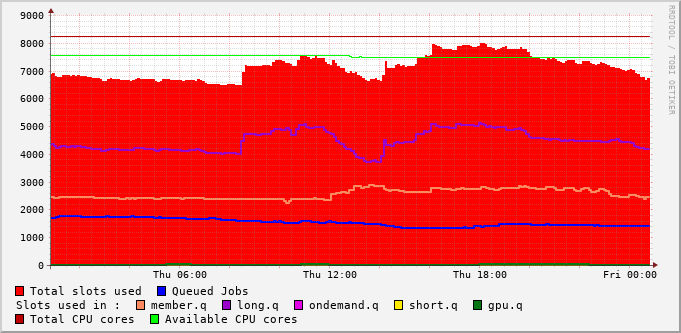 9000
8000
7000
6000
5000
4000
3000
2000
1000
0
Thu 06:00 Thu 12:00 Thu 18:00 Fri 00:00
RRDTOOL / TOBI OETIKER
Total slots used Queued Jobs
Slots used in : member.q long.q ondemand.q short.q gpu.q
Total CPU cores Available CPU cores